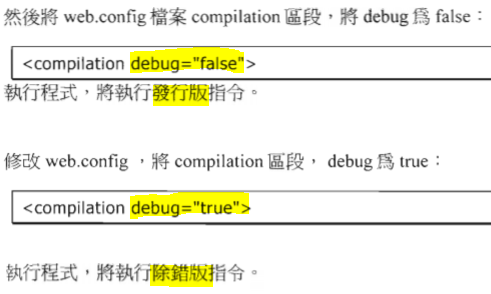 然後將 web.config 檔案 compilation 區段，將 debug 爲 false：
<compilation debug="false">
執行程式，將執行發行版指令。
修改 web.config ，將 compilation 區段， debug 爲 true：
<compilation debug="true">
執行程式，將執行除錯版指令。